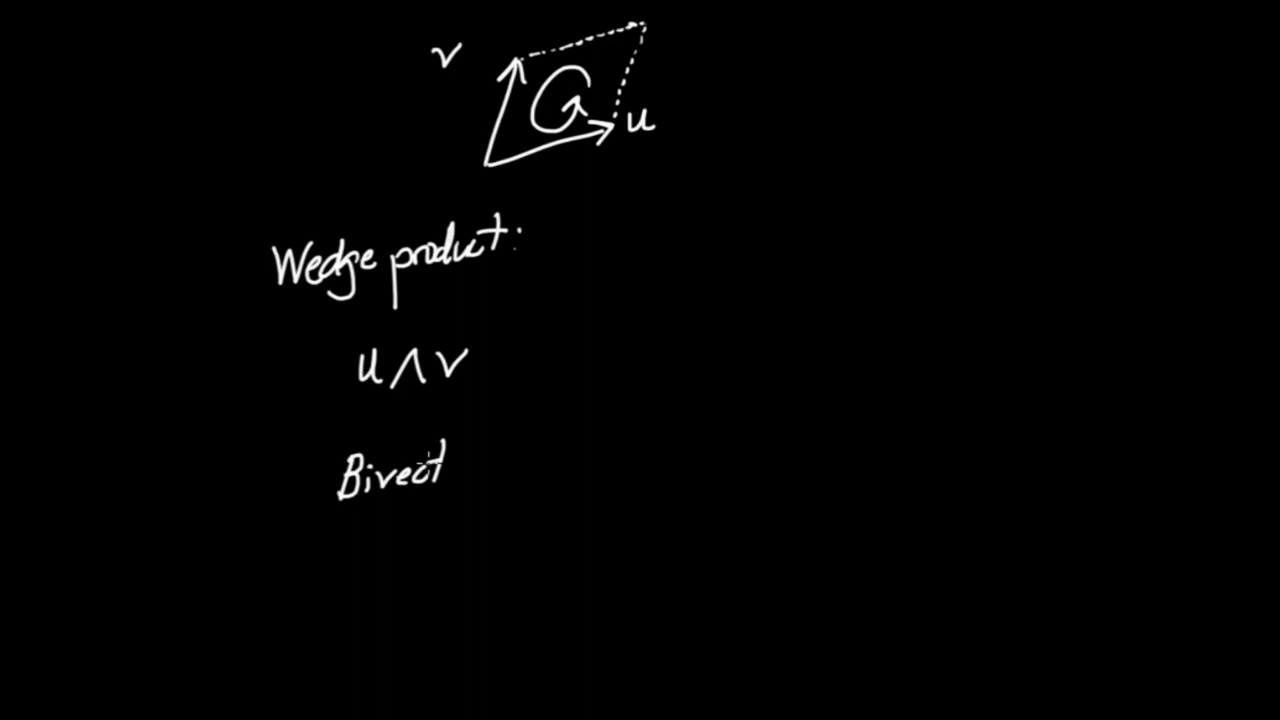 v
u
Wedge product:
u ∧ v
Bivect